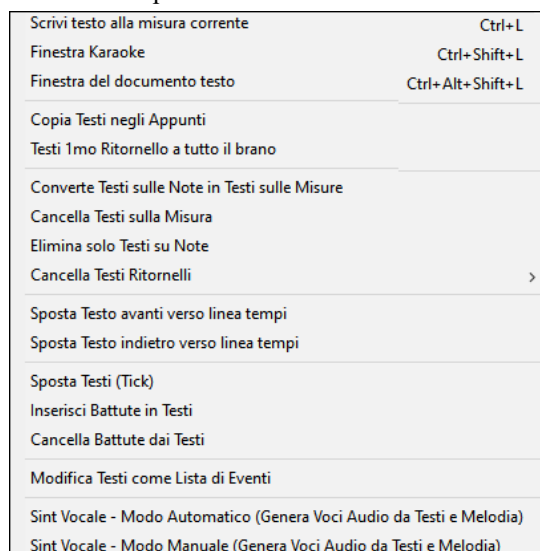 Scrivi testo alla misura corrente Ctrl+L
Finestra Karaoke Ctrl+Shift+L
Finestra del documento testo Ctrl+Alt+Shift+L
Copia Testi negli Appunti
Testi 1mo Ritornello a tutto il brano
Converte Testi sulle Note in Testi sulle Misure
Cancella Testi sulla Misura
Elimina solo Testi su Note
Cancella Testi Ritornelli >
Sposta Testo avanti verso linea tempi
Sposta Testo indietro verso linea tempi
Sposta Testi (Tick)
Inserisci Battute in Testi
Cancella Battute dai Testi
Modifica Testi come Lista di Eventi
Sint Vocale - Modo Automatico (Genera Voci Audio da Testi e Melodia)
Sint Vocale - Modo Manuale (Genera Voci Audio da Testi e Melodia)